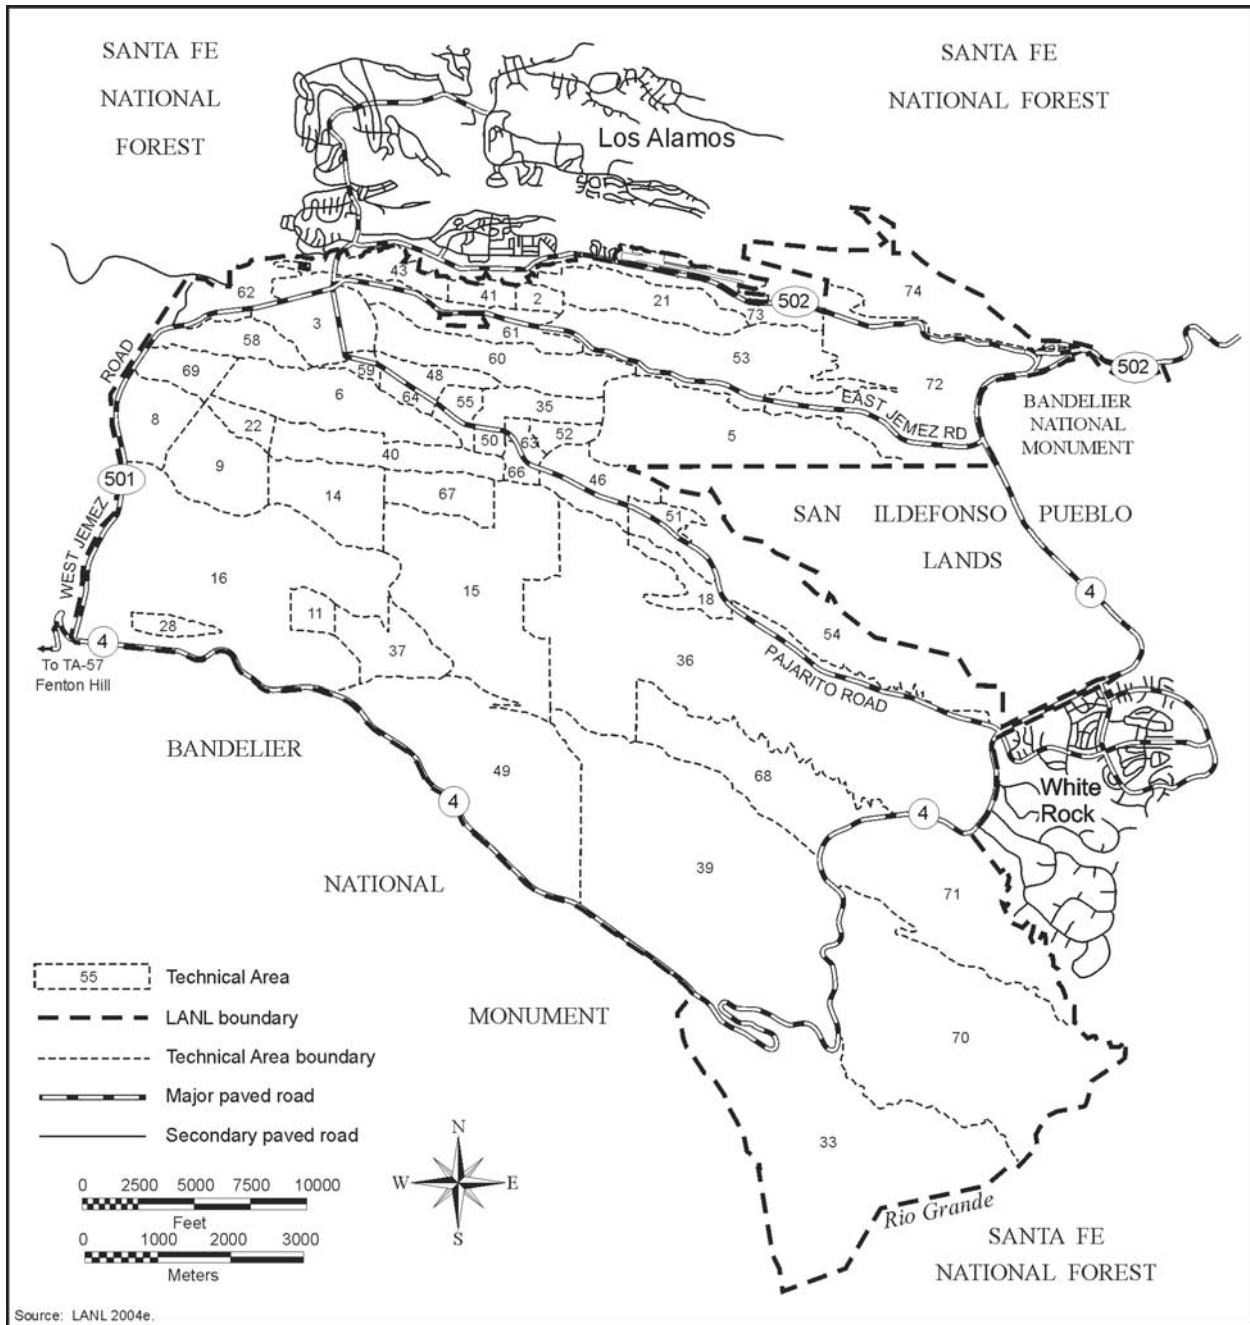 SANTA FE
NATIONAL
FOREST
SANTA FE
NATIONAL FOREST
Los Alamos
43
62
41
2
21
73
502
74
3
61
58
60
53
502
69
59
48
72
6
64
55
35
EAST JEMEZ RD
BANDELIER
NATIONAL
MONUMENT
ROAD
8
22
50
63
52
5
40
9
66
46
501
14
67
51
SAN ILDEFONSO PUEBLO
LANDS
WEST JEMEZ
16
15
18
4
11
28
54
4
37
36
To TA-57
Fenton Hill
PAJARITO ROAD
BANDELIER
49
68
White
Rock
4
4
39
NATIONAL
71
55
Technical Area
LANL boundary
MONUMENT
70
Technical Area boundary
Major paved road
33
Secondary paved road
N
W E
S
0 2500 5000 7500 10000
Feet
0 1000 2000 3000
Meters
Rio Grande
SANTA FE
NATIONAL FOREST
Source: LANL 2004e.